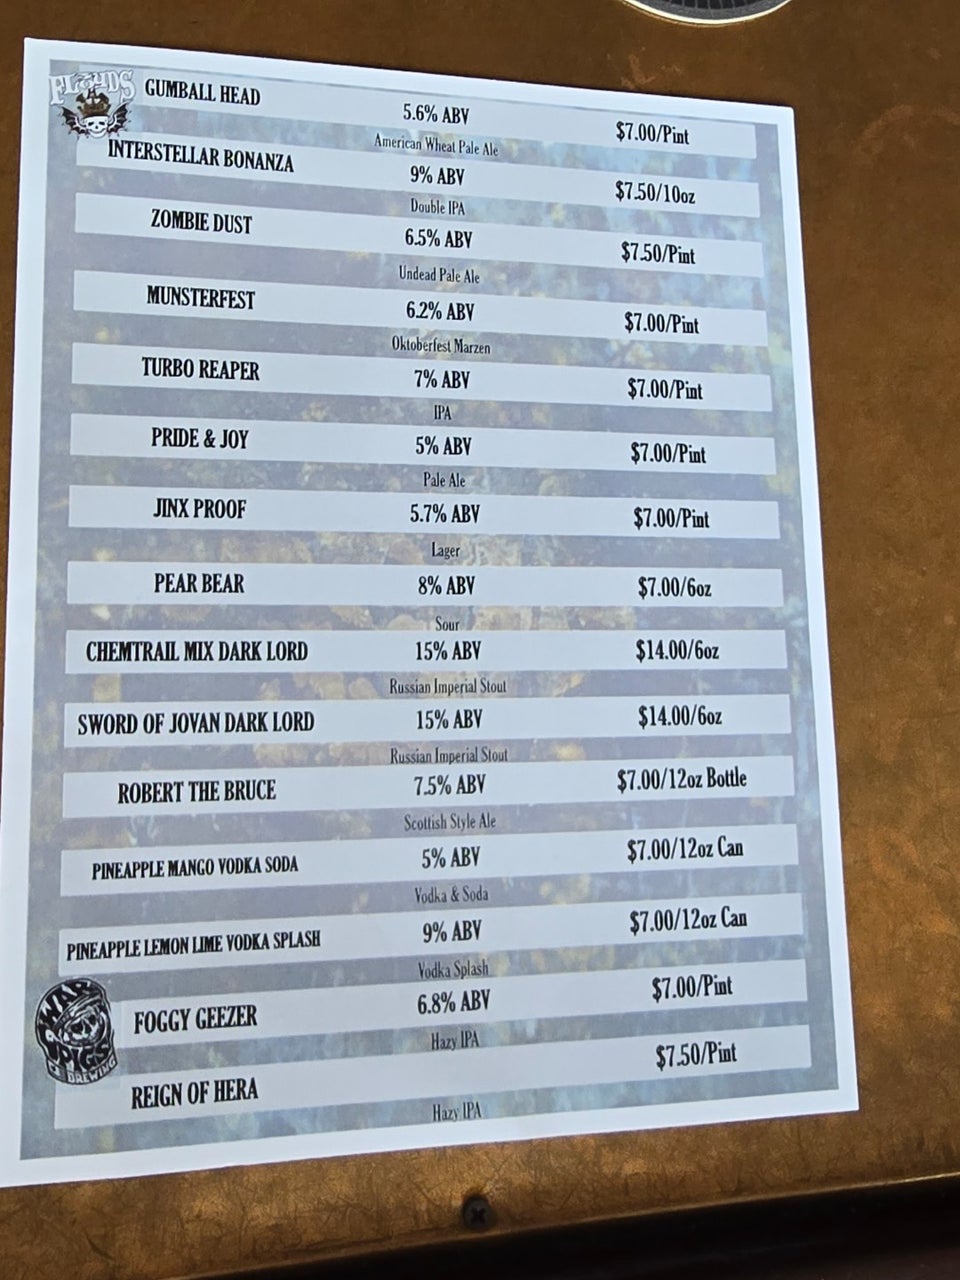 FLOYDS
GUMBALL HEAD 5.6% ABV $7.00/Pint
American Wheat Pale Ale
INTERSTELLAR BONANZA 9% ABV $7.50/10oz
Double IPA
ZOMBIE DUST 6.5% ABV $7.50/Pint
Undead Pale Ale
MUNSTERFEST 6.2% ABV $7.00/Pint
Oktoberfest Marzen
TURBO REAPER 7% ABV $7.00/Pint
IPA
PRIDE & JOY 5% ABV $7.00/Pint
Pale Ale
JINX PROOF 5.7% ABV $7.00/Pint
Lager
PEAR BEAR 8% ABV $7.00/6oz
Sour
CHEMTRAIL MIX DARK LORD 15% ABV $14.00/6oz
Russian Imperial Stout
SWORD OF JOVAN DARK LORD 15% ABV $14.00/6oz
Russian Imperial Stout
ROBERT THE BRUCE 7.5% ABV $7.00/12oz Bottle
Scottish Style Ale
PINEAPPLE MANGO VODKA SODA 5% ABV $7.00/12oz Can
Vodka & Soda
PINEAPPLE LEMON LIME VODKA SPLASH 9% ABV $7.00/12oz Can
Vodka Splash
WAR PIGS BREWING
FOGGY GEEZER 6.8% ABV $7.00/Pint
Hazy IPA
REIGN OF HERA $7.50/Pint
Hazy IPA